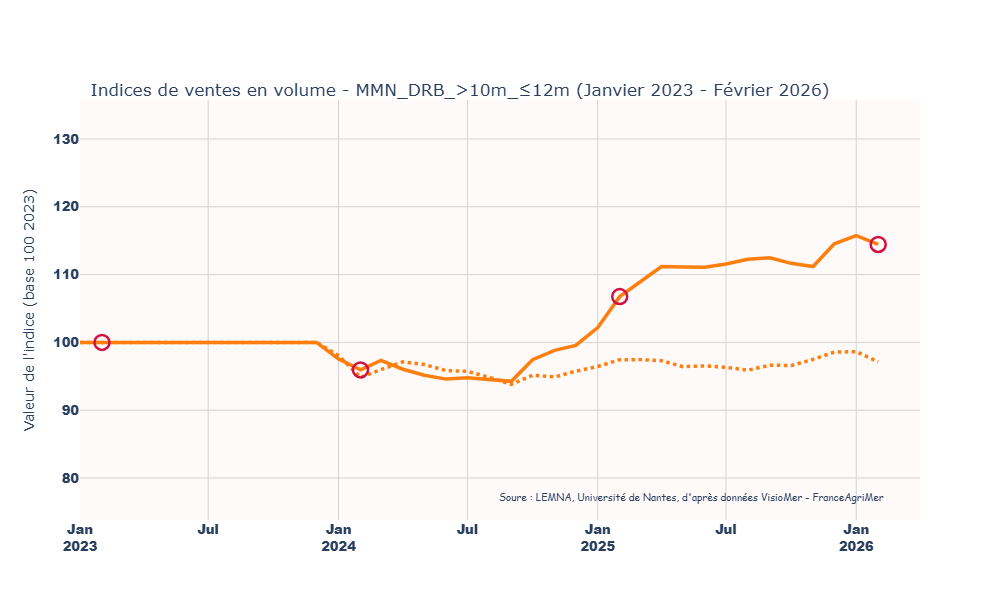 Indices de ventes en volume - MMN_DRB_>10m_≤12m (Janvier 2023 - Février 2026)
Valeur de l'indice (base 100 2023)
130
120
110
100
90
80
Soure : LEMNA, Université de Nantes, d'après données VisioMer - FranceAgriMer
Jan
2023
Jul
Jan
2024
Jul
Jan
2025
Jul
Jan
2026